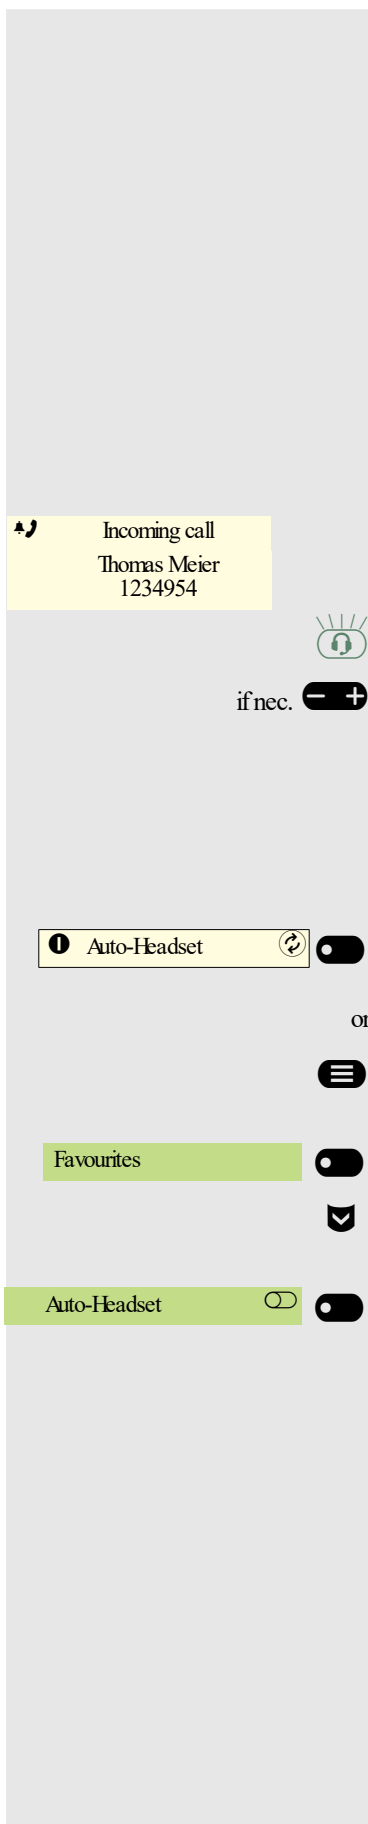 Incoming call
Thomas Meier
1234954
if nec.
Auto-Headset
or
Favourites
Auto-Headset